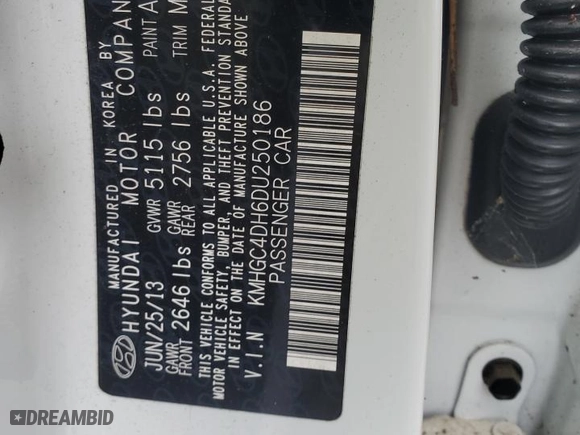 MANUFACTURED IN KOREA BY
HYUNDAI MOTOR COMPAN
JUN/25/13 GVWR 5115 lbs PAINT A
GAWR FRONT 2646 lbs GAWR REAR 2756 lbs TRIM M
THIS VEHICLE CONFORMS TO ALL APPLICABLE U.S.A. FEDERAL
MOTOR VEHICLE SAFETY, BUMPER, AND THEFT PREVENTION STANDA
IN EFFECT ON THE DATE OF MANUFACTURE SHOWN ABOVE
V.I.N KMHGC4DH6DU250186
PASSENGER CAR
DREAMBID